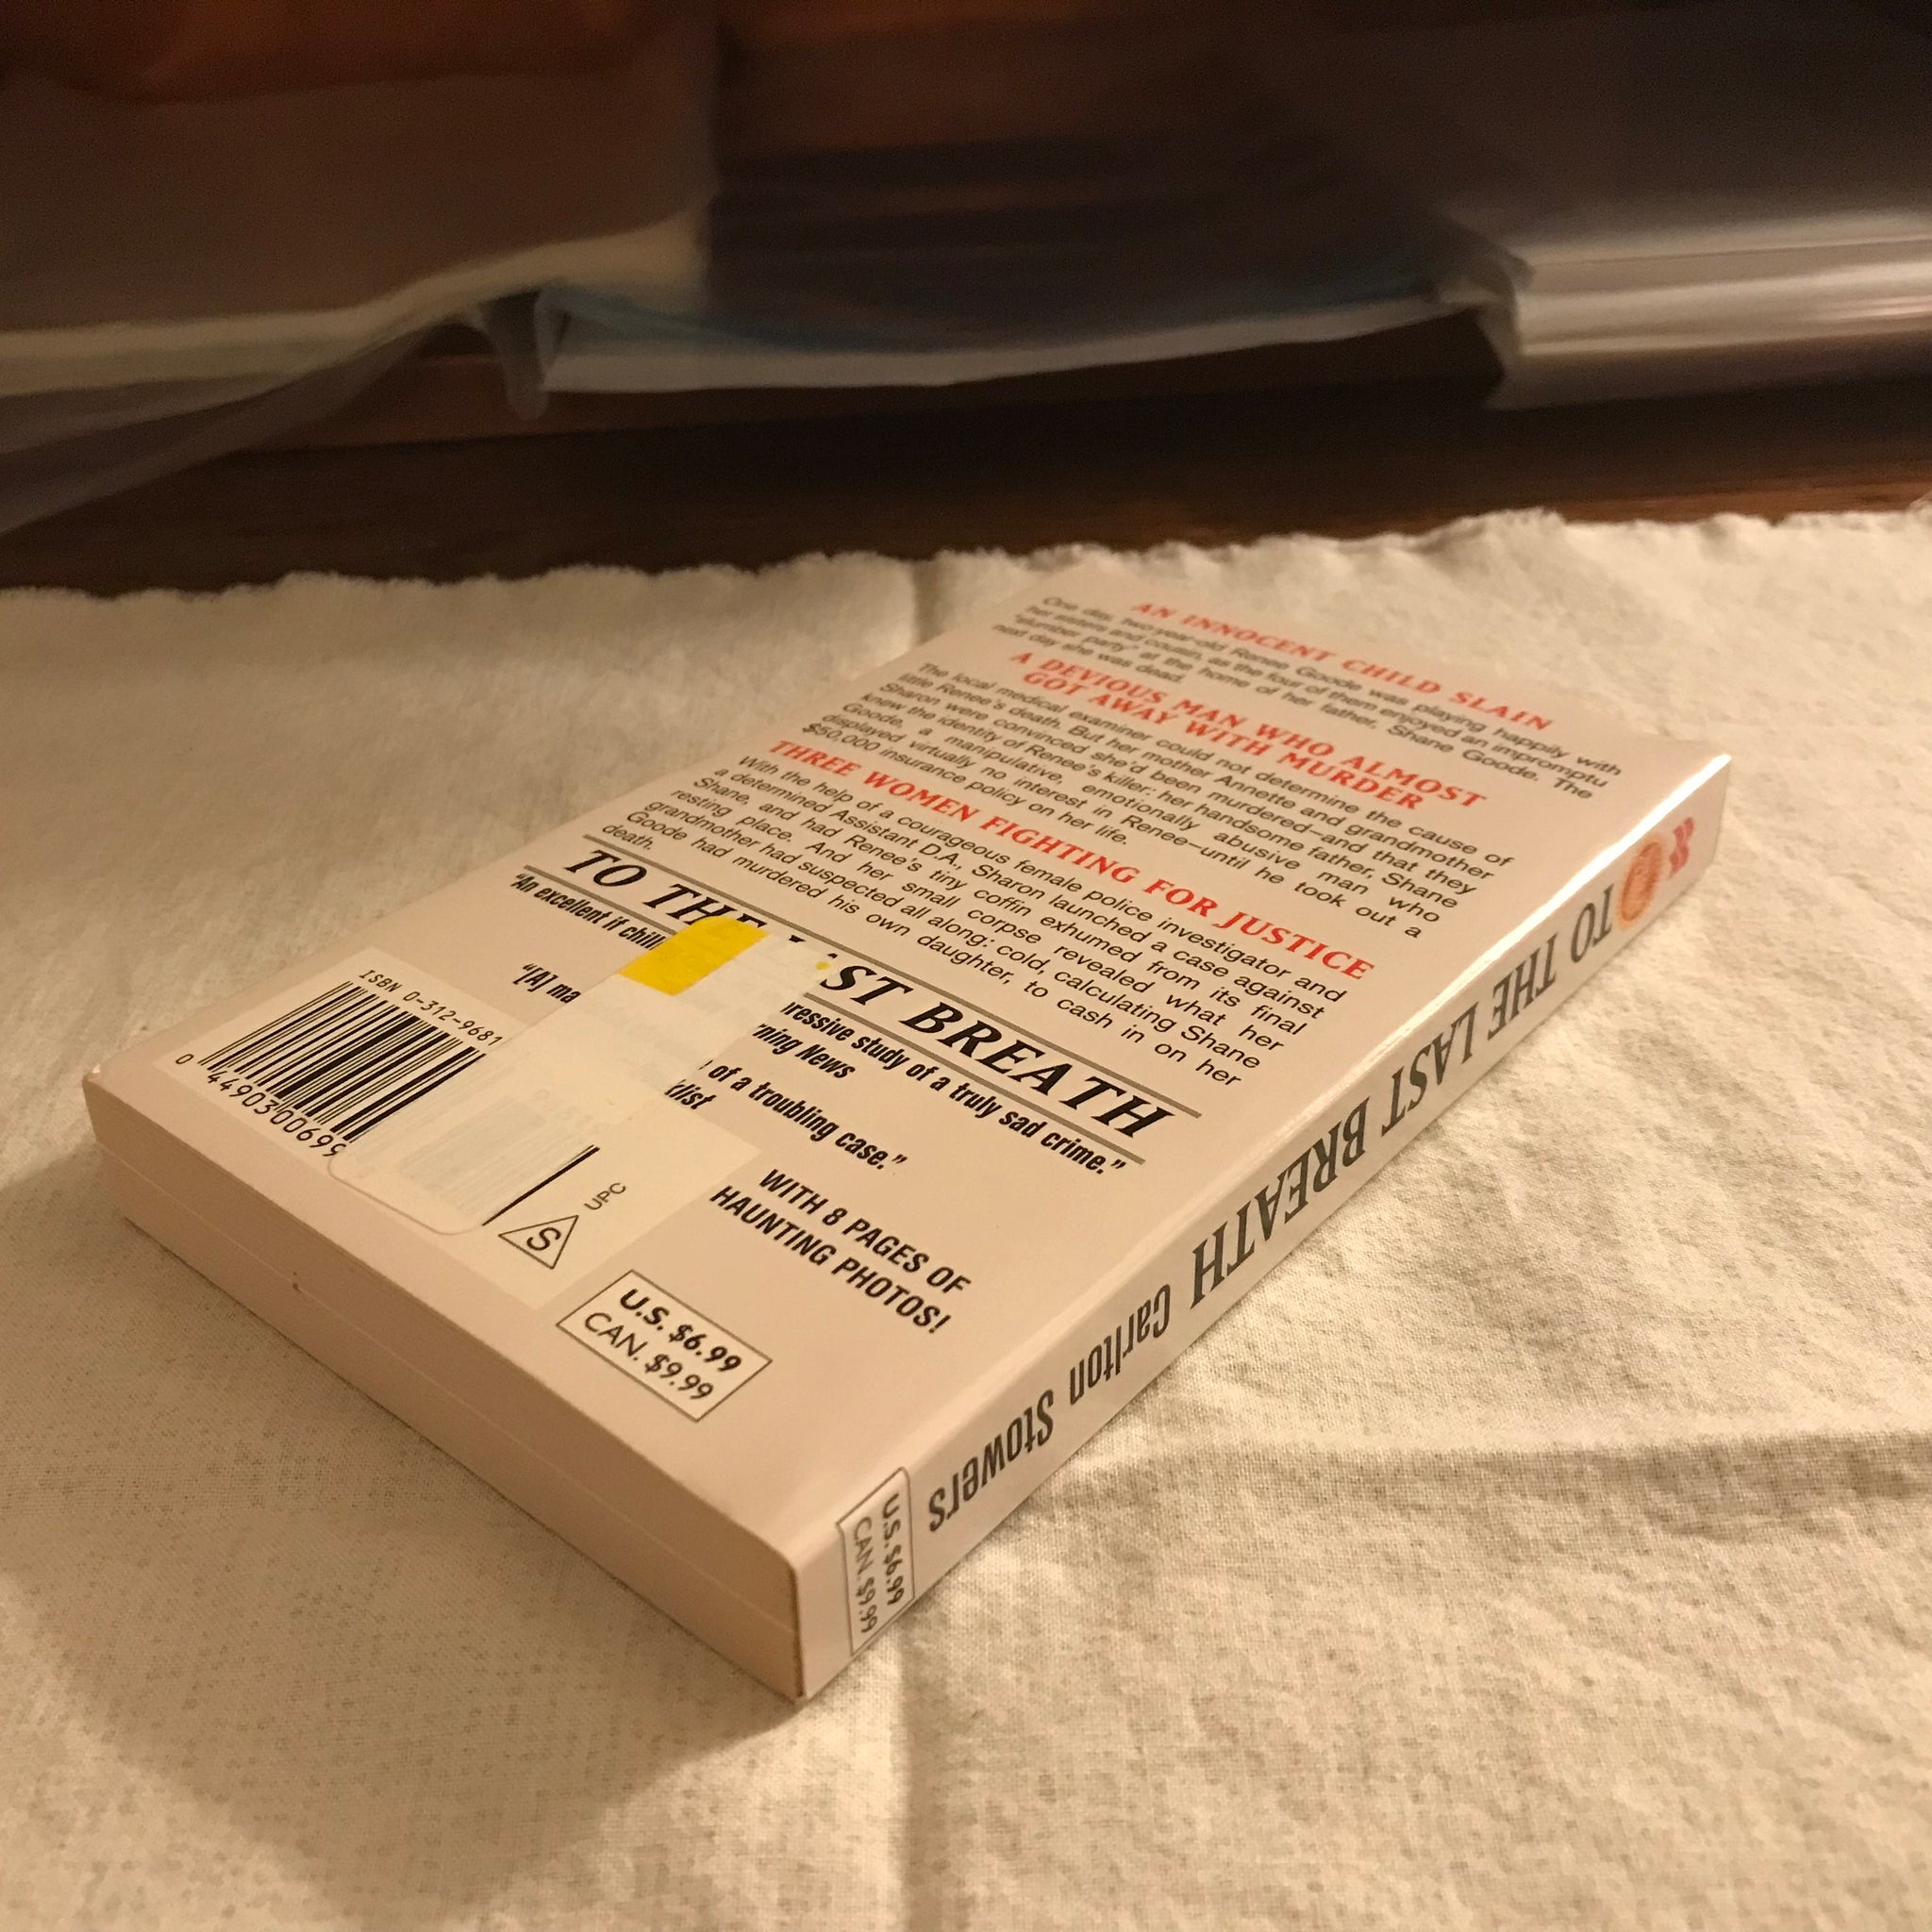 AN INNOCENT CHILD SLAIN
One day, two-year-old Renee Goode was playing happily with
her sisters and cousin, as the four of them enjoyed an impromptu
"slumber party" at the home of her father, Shane Goode. The
next day she was dead.
A DEVIOUS MAN WHO ALMOST
GOT AWAY WITH MURDER
The local medical examiner could not determine the cause of
little Renee's death. But her mother Annette and grandmother
Sharon were convinced she'd been murdered—and that they
knew the identity of Renee's killer: her handsome father, Shane
Goode, a manipulative, emotionally abusive man who
displayed virtually no interest in Renee—until he took out a
$50,000 insurance policy on her life.
THREE WOMEN FIGHTING FOR JUSTICE
With the help of a courageous female police investigator and
a determined Assistant D.A., Sharon launched a case against
Shane, and had Renee's tiny coffin exhumed from its final
resting place. And her small corpse revealed what her
grandmother had suspected all along: cold, calculating Shane
Goode had murdered his own daughter, to cash in on her
death.
TO THE ST BREATH
"An excellent if chilli ressive study of a truly sad crime."
ning News
"[A] ma of a troubling case."
klist
WITH 8 PAGES OF
HAUNTING PHOTOS!
ISBN 0-312-9681
0 4490300699
UPC
S
U.S. $6.99
CAN. $9.99
TO THE LAST BREATH Carlton Stowers
U.S. $6.99
CAN. $9.99